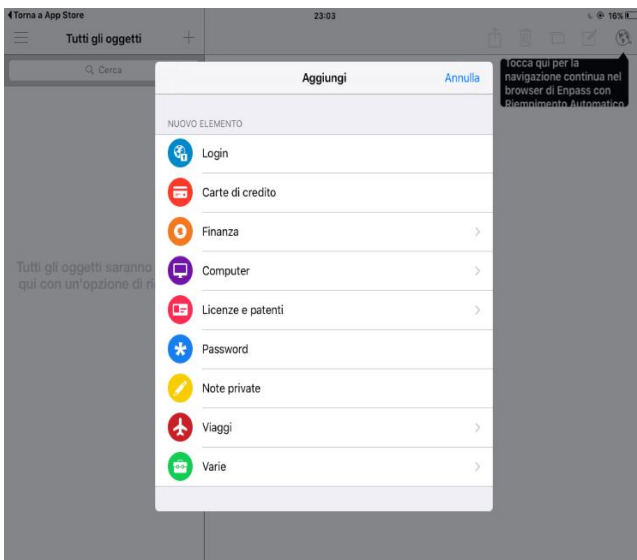 Torna a App Store
23:03
16%
Tutti gli oggetti
Cerca
Tocca qui per la
navigazione continua nel
browser di Enpass con
Riempimento Automatico
Aggiungi
Annulla
NUOVO ELEMENTO
Login
Carte di credito
Finanza
Computer
Licenze e patenti
Password
Note private
Viaggi
Varie
Tutti gli oggetti saranno
qui con un'opzione di